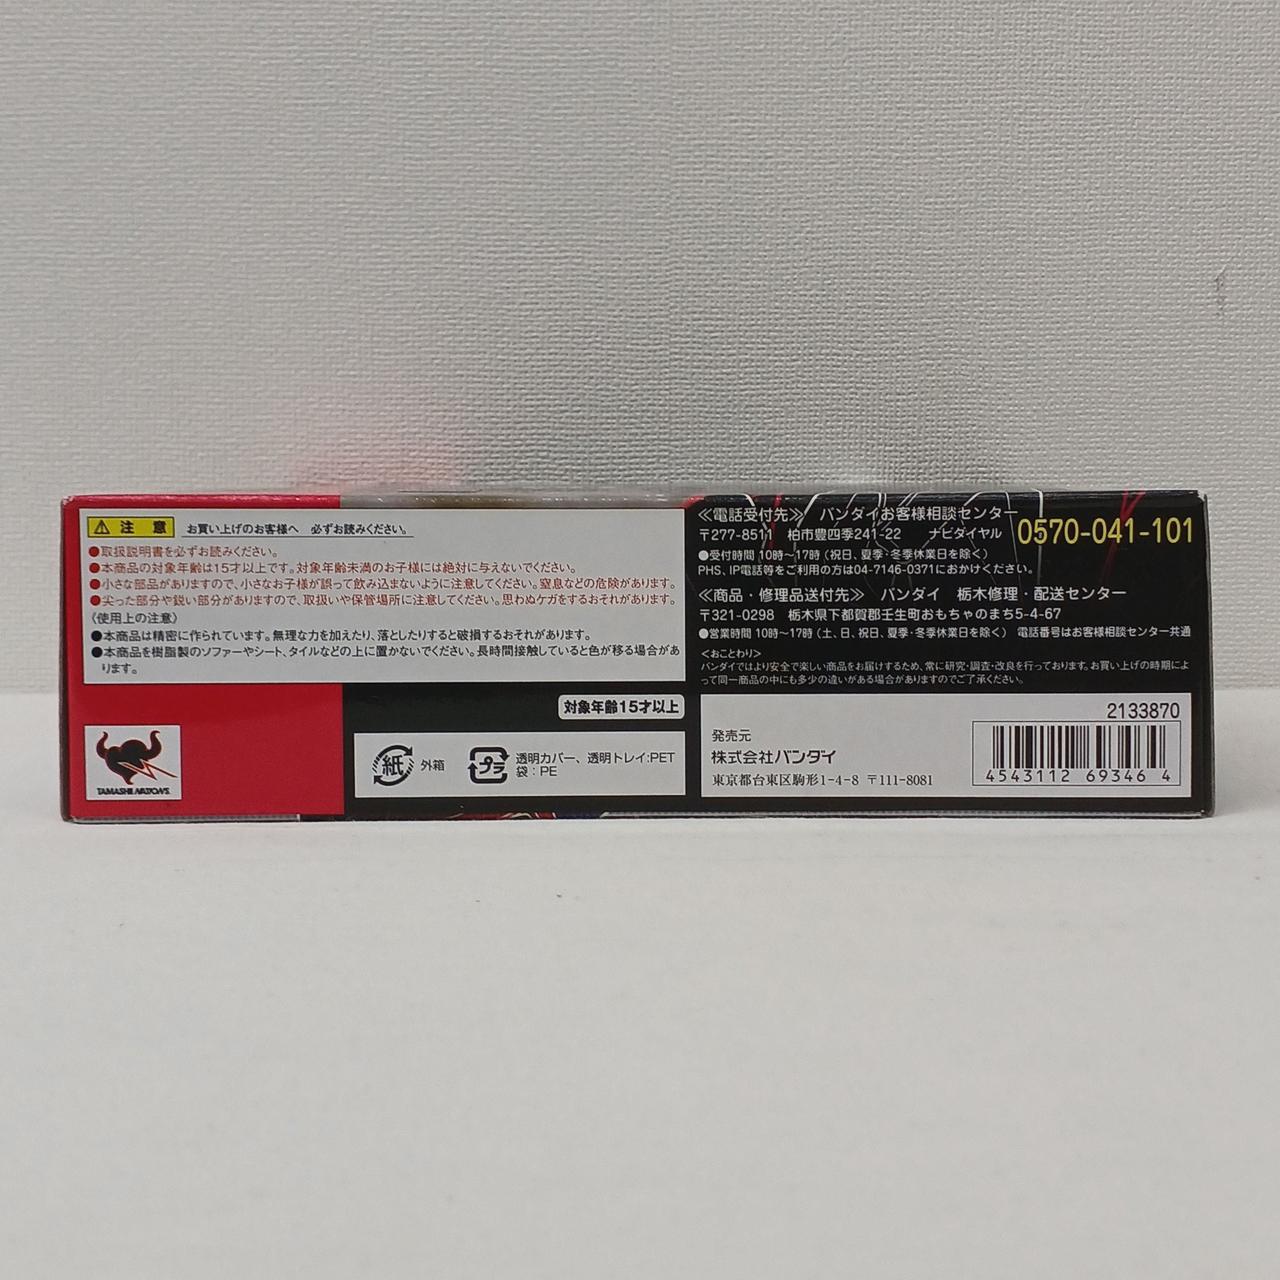 注意 お買い上げのお客様へ 必ずお読みください。
●取扱説明書を必ずお読みください。
●本商品の対象年齢は15才以上です。対象年齢未満のお子様には絶対に与えないでください。
●小さな部品がありますので、小さなお子様が誤って飲み込まないように注意してください。窒息などの危険があります。
●尖った部分や鋭い部分がありますので、取扱いや保管場所に注意してください。思わぬケガをするおそれがあります。
〈使用上の注意〉
●本商品は精密に作られています。無理な力を加えたり、落としたりすると破損するおそれがあります。
●本商品を樹脂製のソファーやシート、タイルなどの上に置かないでください。長時間接触していると色が移る場合があ
ります。
対象年齢15才以上
TAMASHII NATIONS
紙 外箱
プラ 透明カバー、透明トレイ:PET
袋:PE
≪電話受付先≫ バンダイお客様相談センター
〒277-8511 柏市豊四季241-22 ナビダイヤル 0570-041-101
●受付時間 10時〜17時(祝日、夏季・冬季休業日を除く)
PHS、IP電話等をご利用の方は04-7146-0371におかけください。
≪商品・修理品送付先≫ バンダイ 栃木修理・配送センター
〒321-0298 栃木県下都賀郡壬生町おもちゃのまち5-4-67
●営業時間 10時〜17時(土、日、祝日、夏季・冬季休業日を除く) 電話番号はお客様相談センター共通
<おことわり>
バンダイではより安全で楽しい商品をお届けするため、常に研究・調査・改良を行っております。お買い上げの時期によ
って同一商品の中にも多少の違いがある場合がありますのでご了承ください。
2133870
発売元
株式会社バンダイ
東京都台東区駒形1-4-8 〒111-8081
4543112 69346 4